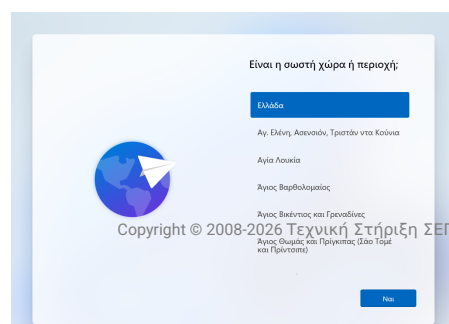 Είναι η σωστή χώρα ή περιοχή;
Ελλάδα
Αγ. Ελένη, Ασενσιόν, Τριστάν ντα Κούνια
Αγία Λουκία
Άγιος Βαρθολομαίος
Άγιος Βικέντιος και Γρεναδίνες
Copyright © 2008-2026 Τεχνική Στήριξη ΣΕΠ
Άγιος Θωμάς και Πρίγκιπας (Σάο Τομέ
και Πρίντσιπε)
Ναι